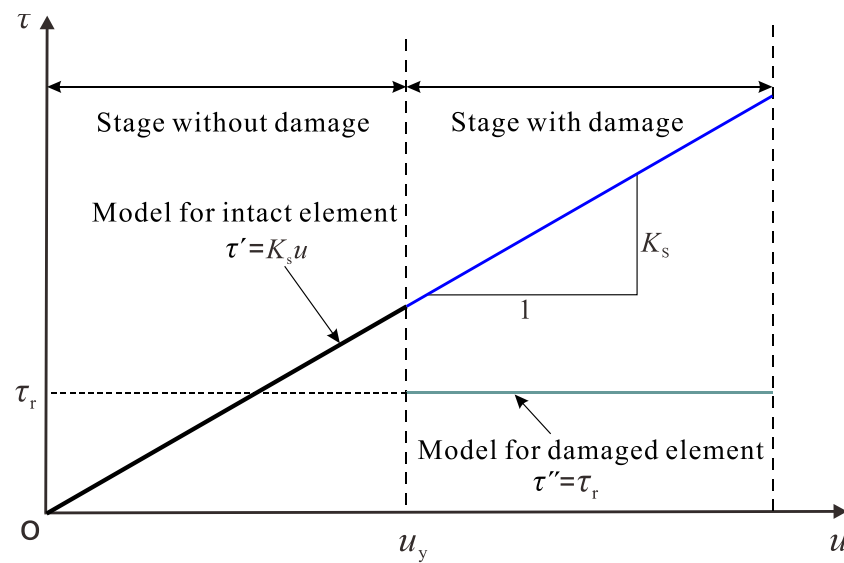 τ
Stage without damage
Stage with damage
Model for intact element
τ′=Kₛu
Kₛ
1
τᵣ
Model for damaged element
τ″=τᵣ
O
u_y
u